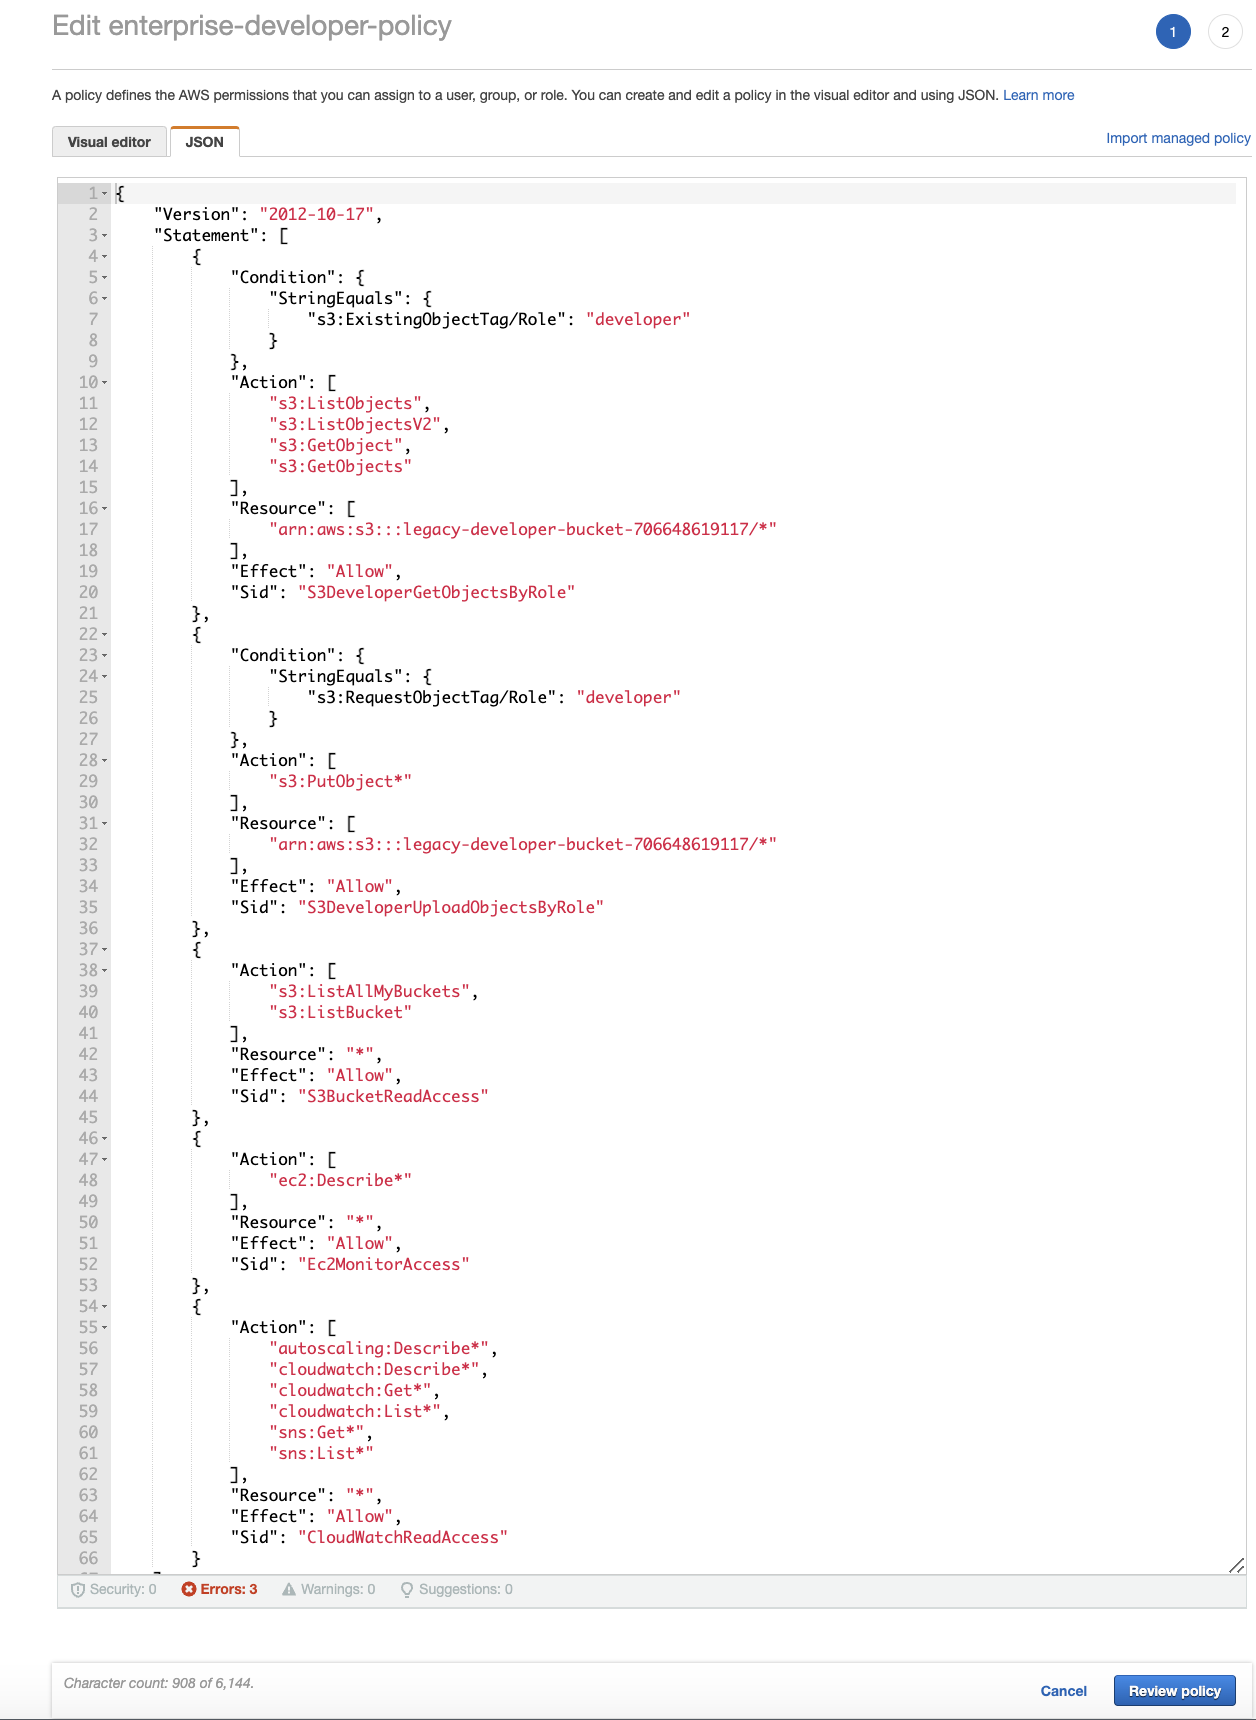 Edit enterprise-developer-policy
1
2
A policy defines the AWS permissions that you can assign to a user, group, or role. You can create and edit a policy in the visual editor and using JSON. Learn more
Visual editor
JSON
Import managed policy
1 {
2 "Version": "2012-10-17",
3 "Statement": [
4 {
5 "Condition": {
6 "StringEquals": {
7 "s3:ExistingObjectTag/Role": "developer"
8 }
9 },
10 "Action": [
11 "s3:ListObjects",
12 "s3:ListObjectsV2",
13 "s3:GetObject",
14 "s3:GetObjects"
15 ],
16 "Resource": [
17 "arn:aws:s3:::legacy-developer-bucket-706648619117/*"
18 ],
19 "Effect": "Allow",
20 "Sid": "S3DeveloperGetObjectsByRole"
21 },
22 {
23 "Condition": {
24 "StringEquals": {
25 "s3:RequestObjectTag/Role": "developer"
26 }
27 },
28 "Action": [
29 "s3:PutObject*"
30 ],
31 "Resource": [
32 "arn:aws:s3:::legacy-developer-bucket-706648619117/*"
33 ],
34 "Effect": "Allow",
35 "Sid": "S3DeveloperUploadObjectsByRole"
36 },
37 {
38 "Action": [
39 "s3:ListAllMyBuckets",
40 "s3:ListBucket"
41 ],
42 "Resource": "*",
43 "Effect": "Allow",
44 "Sid": "S3BucketReadAccess"
45 },
46 {
47 "Action": [
48 "ec2:Describe*"
49 ],
50 "Resource": "*",
51 "Effect": "Allow",
52 "Sid": "Ec2MonitorAccess"
53 },
54 {
55 "Action": [
56 "autoscaling:Describe*",
57 "cloudwatch:Describe*",
58 "cloudwatch:Get*",
59 "cloudwatch:List*",
60 "sns:Get*",
61 "sns:List*"
62 ],
63 "Resource": "*",
64 "Effect": "Allow",
65 "Sid": "CloudWatchReadAccess"
66 }
Security: 0 Errors: 3 Warnings: 0 Suggestions: 0
Character count: 908 of 6,144.
Cancel
Review policy